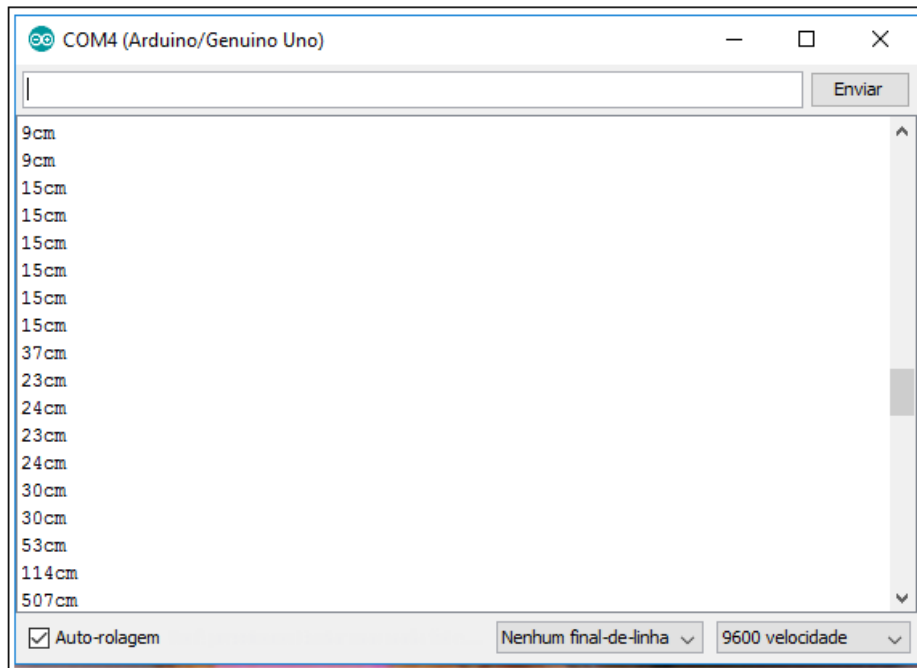 COM4 (Arduino/Genuino Uno)
Enviar
9cm
9cm
15cm
15cm
15cm
15cm
15cm
15cm
37cm
23cm
24cm
23cm
24cm
30cm
30cm
53cm
114cm
507cm
Auto-rolagem
Nenhum final-de-linha
9600 velocidade